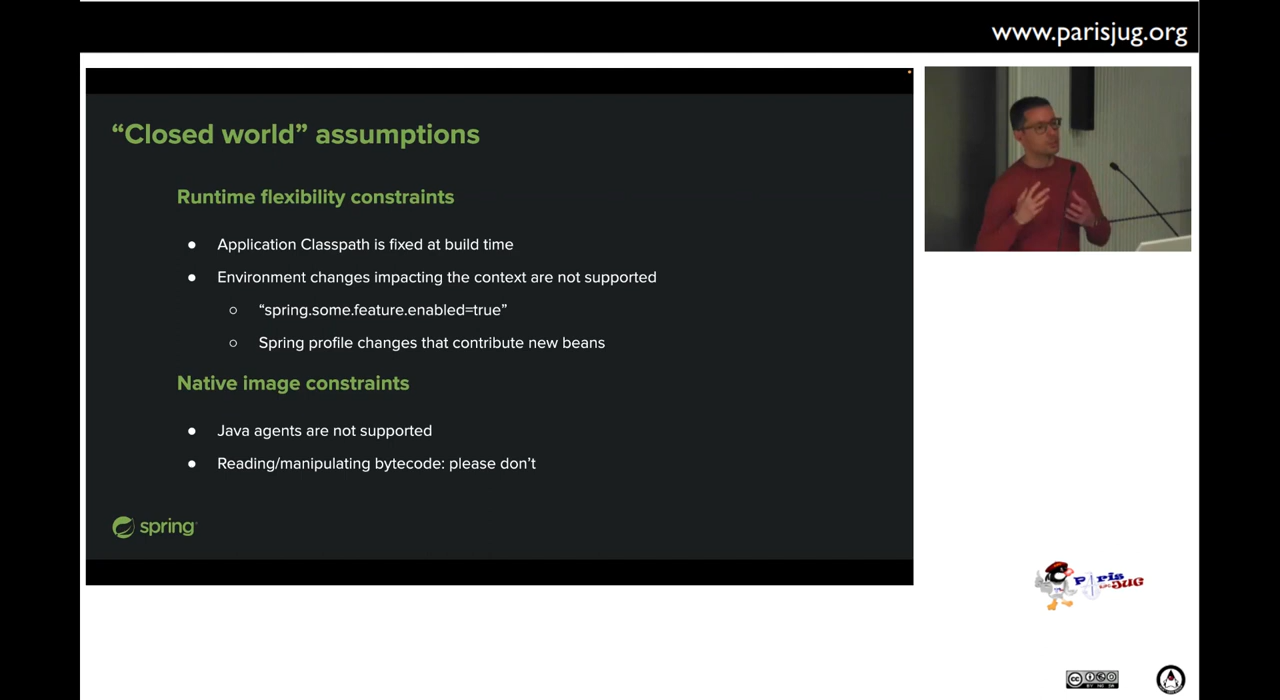 www.parisjug.org
“Closed world” assumptions
Runtime flexibility constraints
● Application Classpath is fixed at build time
● Environment changes impacting the context are not supported
○ “spring.some.feature.enabled=true”
○ Spring profile changes that contribute new beans
Native image constraints
● Java agents are not supported
● Reading/manipulating bytecode: please don’t
spring
Paris
JUG